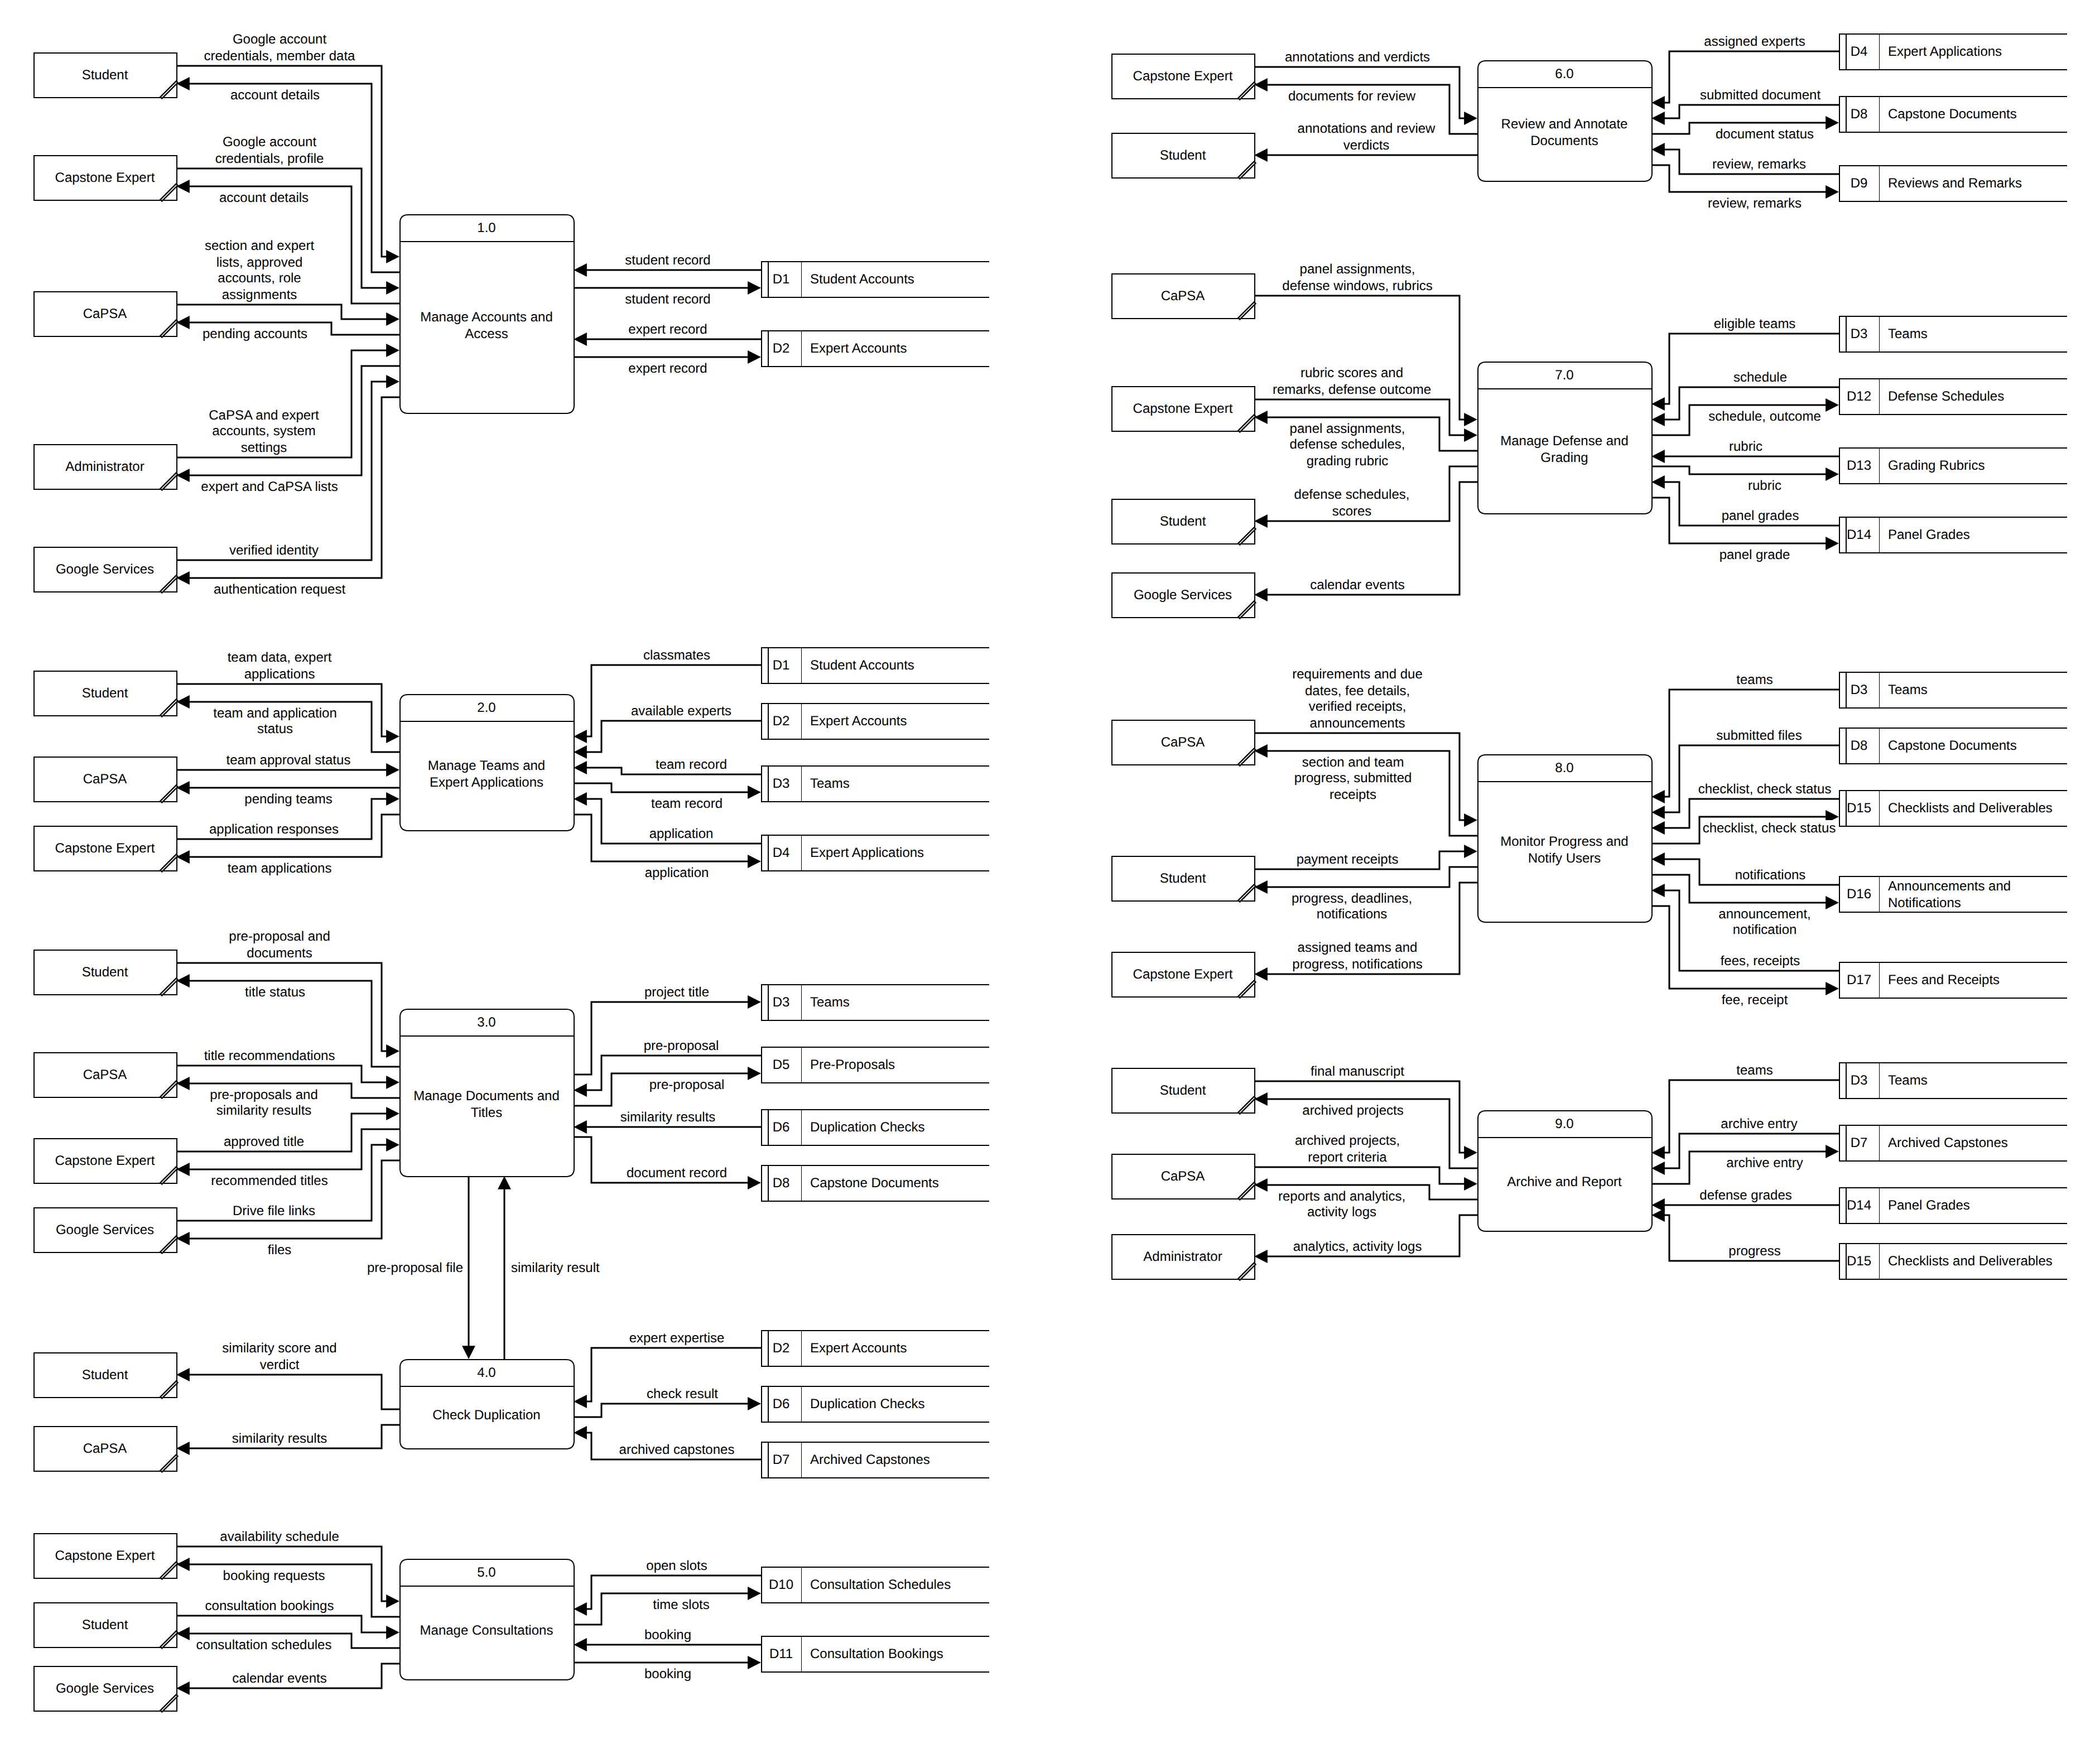 Google account
credentials, member data
Student
account details
Google account
credentials, profile
Capstone Expert
account details
section and expert
lists, approved
accounts, role
assignments
CaPSA
pending accounts
CaPSA and expert
accounts, system
settings
Administrator
expert and CaPSA lists
verified identity
Google Services
authentication request
1.0
Manage Accounts and
Access
student record
D1 Student Accounts
student record
expert record
D2 Expert Accounts
expert record
team data, expert
applications
Student
team and application
status
team approval status
CaPSA
pending teams
application responses
Capstone Expert
team applications
2.0
Manage Teams and
Expert Applications
classmates
D1 Student Accounts
available experts
D2 Expert Accounts
team record
D3 Teams
team record
application
D4 Expert Applications
application
pre-proposal and
documents
Student
title status
title recommendations
CaPSA
pre-proposals and
similarity results
approved title
Capstone Expert
recommended titles
Drive file links
Google Services
files
3.0
Manage Documents and
Titles
project title
D3 Teams
pre-proposal
D5 Pre-Proposals
pre-proposal
similarity results
D6 Duplication Checks
document record
D8 Capstone Documents
pre-proposal file
similarity result
similarity score and
verdict
Student
similarity results
CaPSA
4.0
Check Duplication
expert expertise
D2 Expert Accounts
check result
D6 Duplication Checks
archived capstones
D7 Archived Capstones
availability schedule
Capstone Expert
booking requests
consultation bookings
Student
consultation schedules
calendar events
Google Services
5.0
Manage Consultations
open slots
D10 Consultation Schedules
time slots
booking
D11 Consultation Bookings
booking
annotations and verdicts
Capstone Expert
documents for review
annotations and review
verdicts
Student
6.0
Review and Annotate
Documents
assigned experts
D4 Expert Applications
submitted document
D8 Capstone Documents
document status
review, remarks
D9 Reviews and Remarks
review, remarks
panel assignments,
defense windows, rubrics
CaPSA
rubric scores and
remarks, defense outcome
Capstone Expert
panel assignments,
defense schedules,
grading rubric
defense schedules,
scores
Student
calendar events
Google Services
7.0
Manage Defense and
Grading
eligible teams
D3 Teams
schedule
D12 Defense Schedules
schedule, outcome
rubric
D13 Grading Rubrics
rubric
panel grades
D14 Panel Grades
panel grade
requirements and due
dates, fee details,
verified receipts,
announcements
CaPSA
section and team
progress, submitted
receipts
payment receipts
Student
progress, deadlines,
notifications
assigned teams and
progress, notifications
Capstone Expert
8.0
Monitor Progress and
Notify Users
teams
D3 Teams
submitted files
D8 Capstone Documents
checklist, check status
D15 Checklists and Deliverables
checklist, check status
notifications
D16 Announcements and
Notifications
announcement,
notification
fees, receipts
D17 Fees and Receipts
fee, receipt
final manuscript
Student
archived projects
archived projects,
report criteria
CaPSA
reports and analytics,
activity logs
analytics, activity logs
Administrator
9.0
Archive and Report
teams
D3 Teams
archive entry
D7 Archived Capstones
archive entry
defense grades
D14 Panel Grades
progress
D15 Checklists and Deliverables